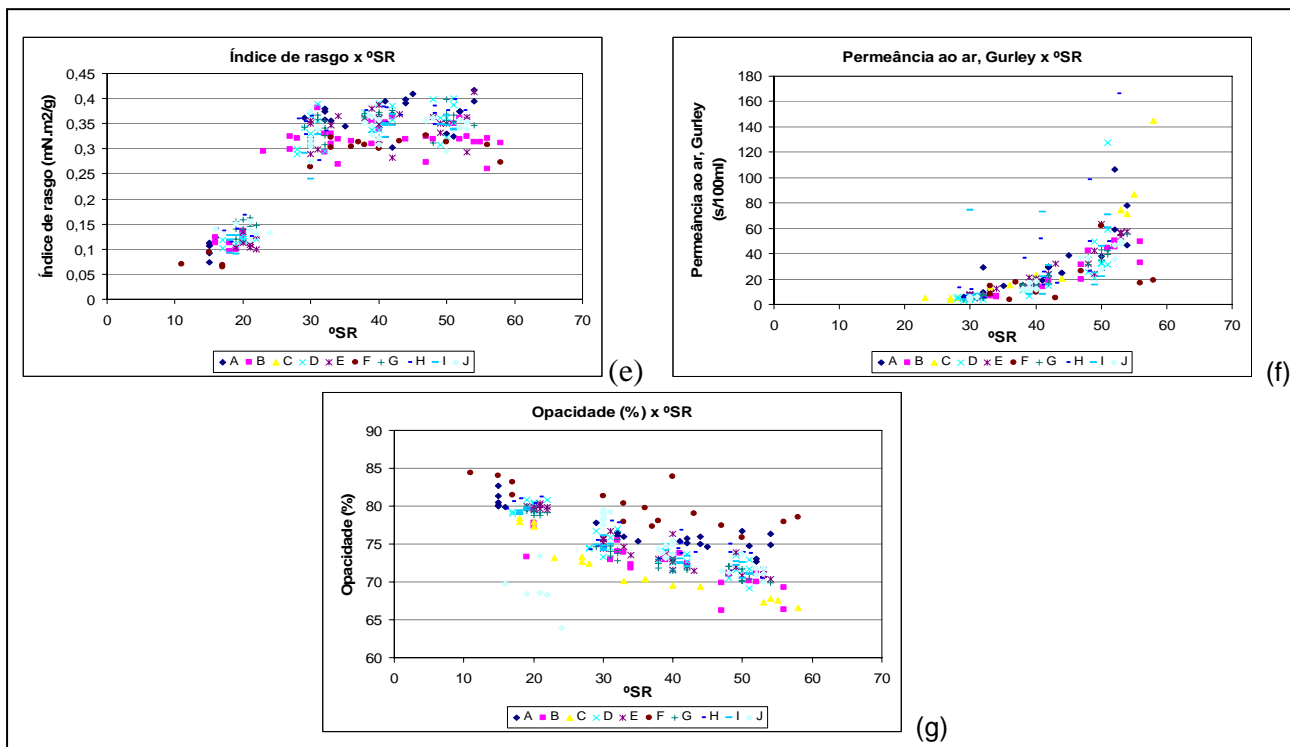 Índice de rasgo x ºSR
Índice de rasgo (mN.m2/g)
0,45
0,4
0,35
0,3
0,25
0,2
0,15
0,1
0,05
0
0 10 20 30 40 50 60 70
ºSR
A B C D E F G H I J
(e)
Permeância ao ar, Gurley x ºSR
Permeância ao ar, Gurley
(s/100ml)
180
160
140
120
100
80
60
40
20
0
0 10 20 30 40 50 60 70
ºSR
A B C D E F G H I J
(f)
Opacidade (%) x ºSR
Opacidade (%)
90
85
80
75
70
65
60
0 10 20 30 40 50 60 70
ºSR
A B C D E F G H I J
(g)